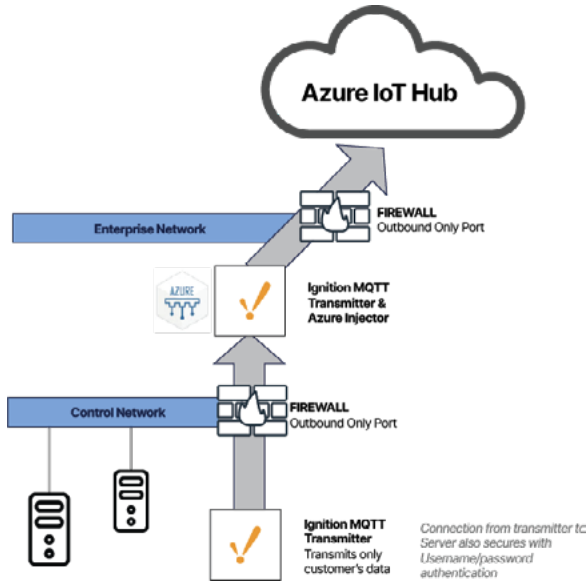 Azure IoT Hub
FIREWALL
Outbound Only Port
Enterprise Network
AZURE
Ignition MQTT
Transmitter &
Azure Injector
Control Network
FIREWALL
Outbound Only Port
Ignition MQTT
Transmitter
Transmits only
customer's data
Connection from transmitter to
Server also secures with
Username/password
authentication